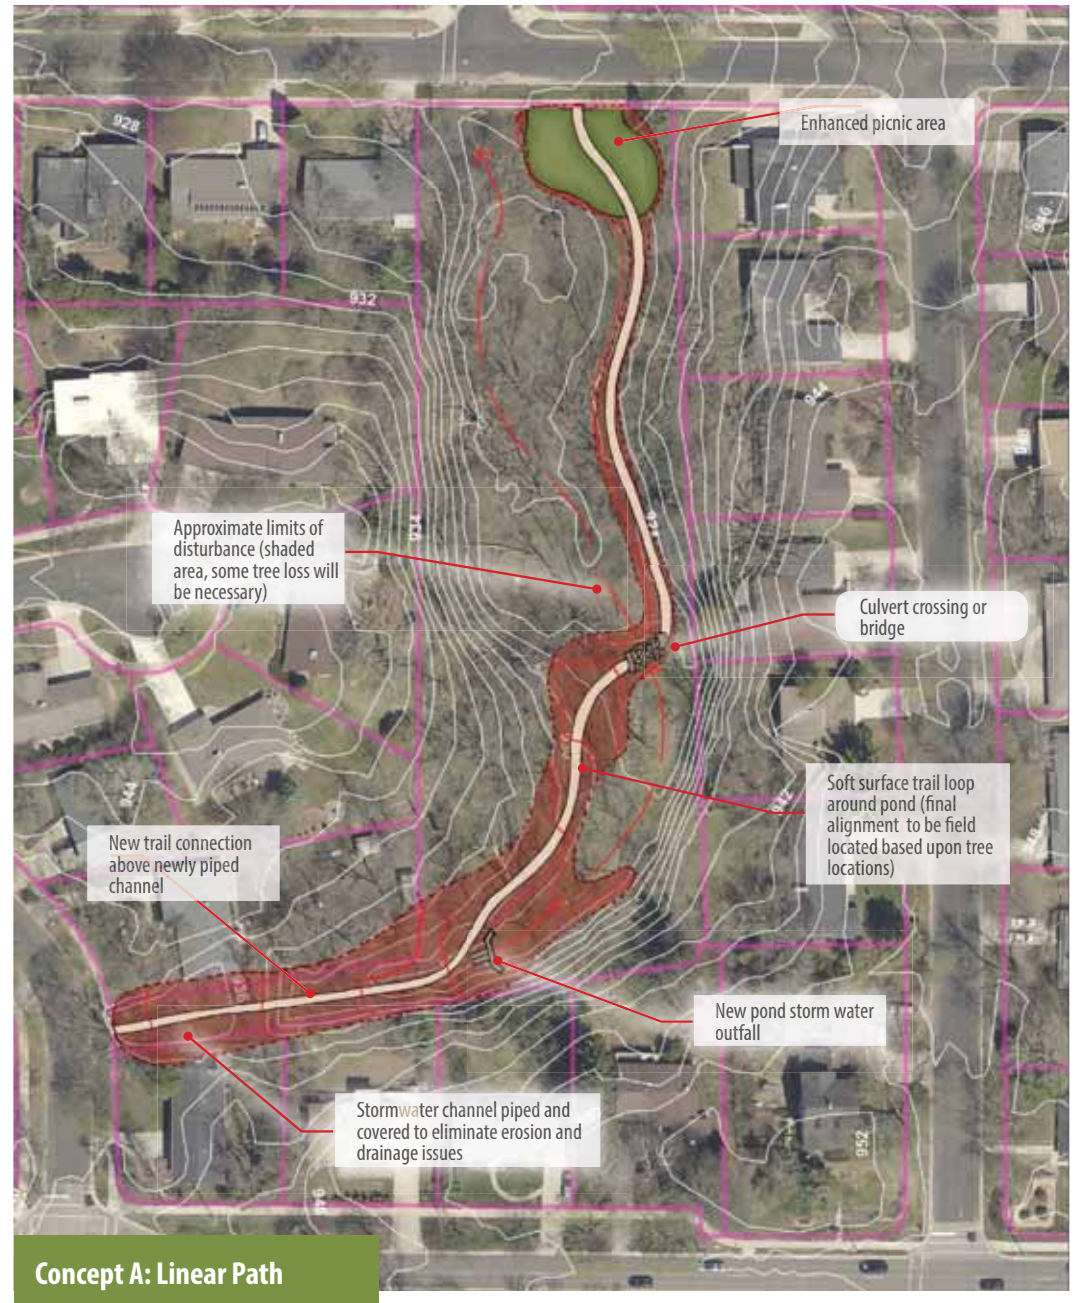 Enhanced picnic area
928
946
932
944
Approximate limits of
disturbance (shaded
area, some tree loss will
be necessary)
Culvert crossing or
bridge
Soft surface trail loop
around pond (final
alignment to be field
located based upon tree
locations)
944
942
New trail connection
above newly piped
channel
New pond storm water
outfall
Stormwater channel piped and
covered to eliminate erosion and
drainage issues
952
Concept A: Linear Path